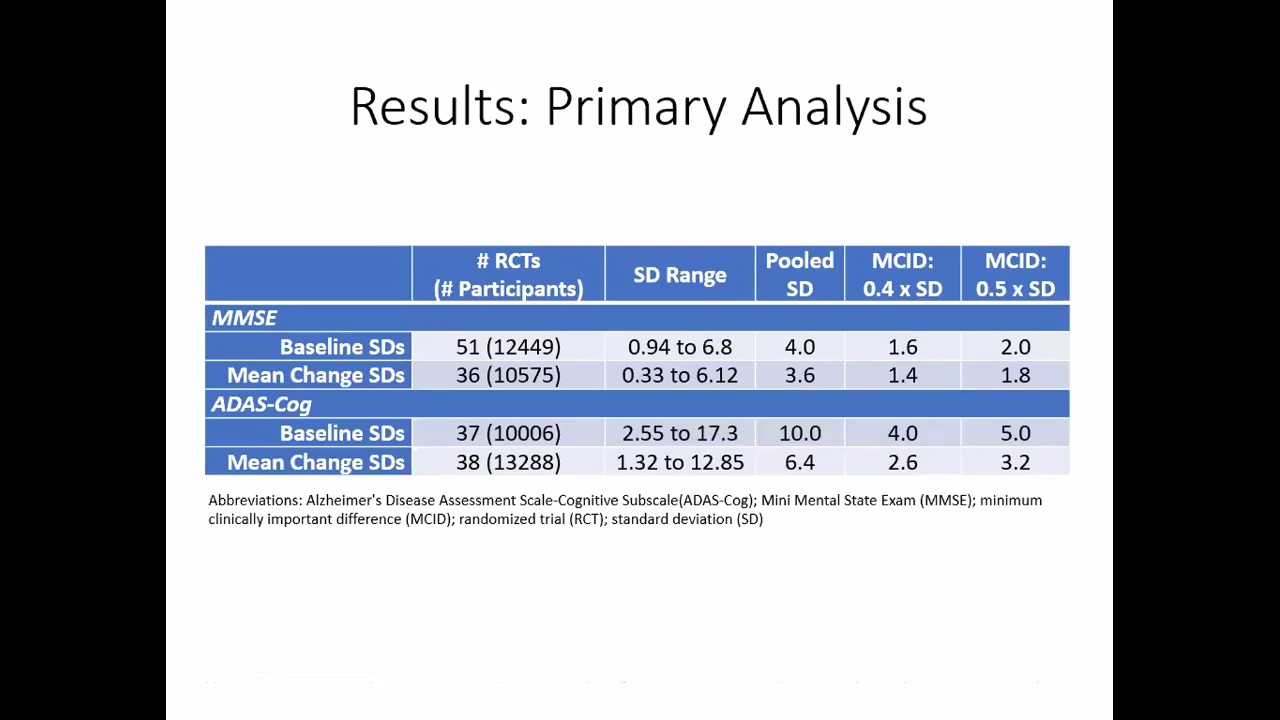 Results: Primary Analysis
# RCTs (# Participants) SD Range Pooled SD MCID: 0.4 x SD MCID: 0.5 x SD
MMSE
Baseline SDs 51 (12449) 0.94 to 6.8 4.0 1.6 2.0
Mean Change SDs 36 (10575) 0.33 to 6.12 3.6 1.4 1.8
ADAS-Cog
Baseline SDs 37 (10006) 2.55 to 17.3 10.0 4.0 5.0
Mean Change SDs 38 (13288) 1.32 to 12.85 6.4 2.6 3.2
Abbreviations: Alzheimer's Disease Assessment Scale-Cognitive Subscale(ADAS-Cog); Mini Mental State Exam (MMSE); minimum
clinically important difference (MCID); randomized trial (RCT); standard deviation (SD)